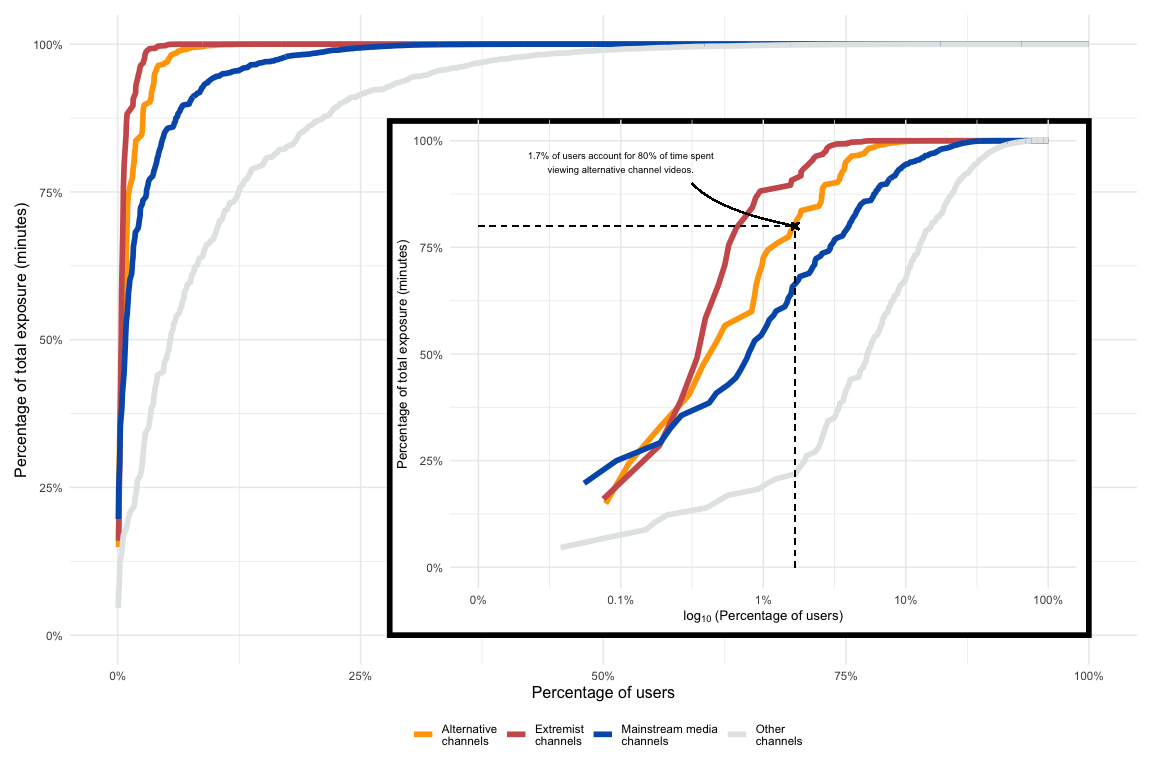 Percentage of total exposure (minutes)
100%
75%
50%
25%
0%
0%
25%
50%
75%
100%
Percentage of users
Percentage of total exposure (minutes)
100%
75%
50%
25%
0%
1.7% of users account for 80% of time spent
viewing alternative channel videos.
0%
0.1%
1%
10%
100%
log₁₀ (Percentage of users)
Alternative
channels
Extremist
channels
Mainstream media
channels
Other
channels